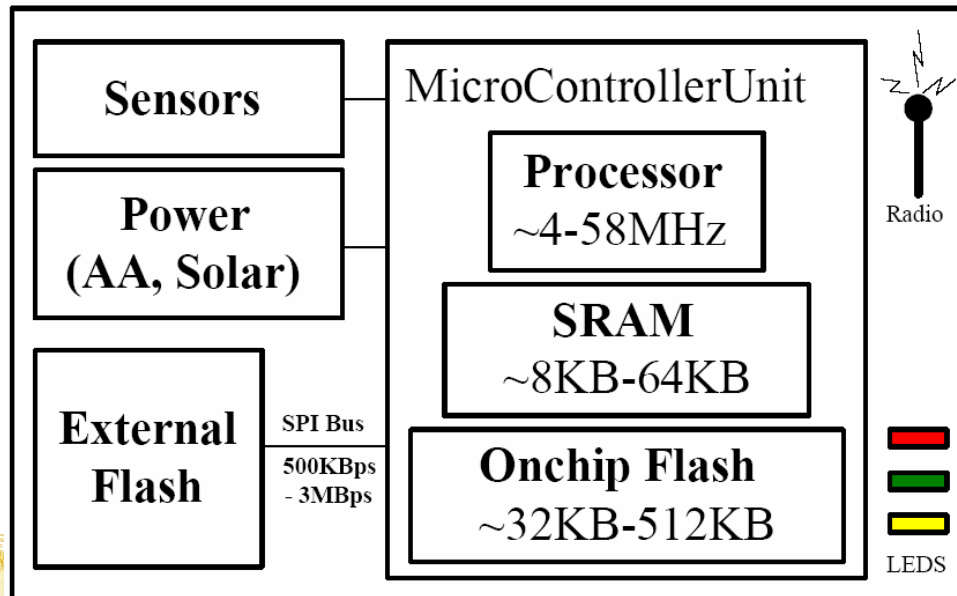 Sensors
Power
(AA, Solar)
External
Flash
SPI Bus
500KBps
- 3MBps
MicroControllerUnit
Processor
~4-58MHz
SRAM
~8KB-64KB
Onchip Flash
~32KB-512KB
Radio
LEDS